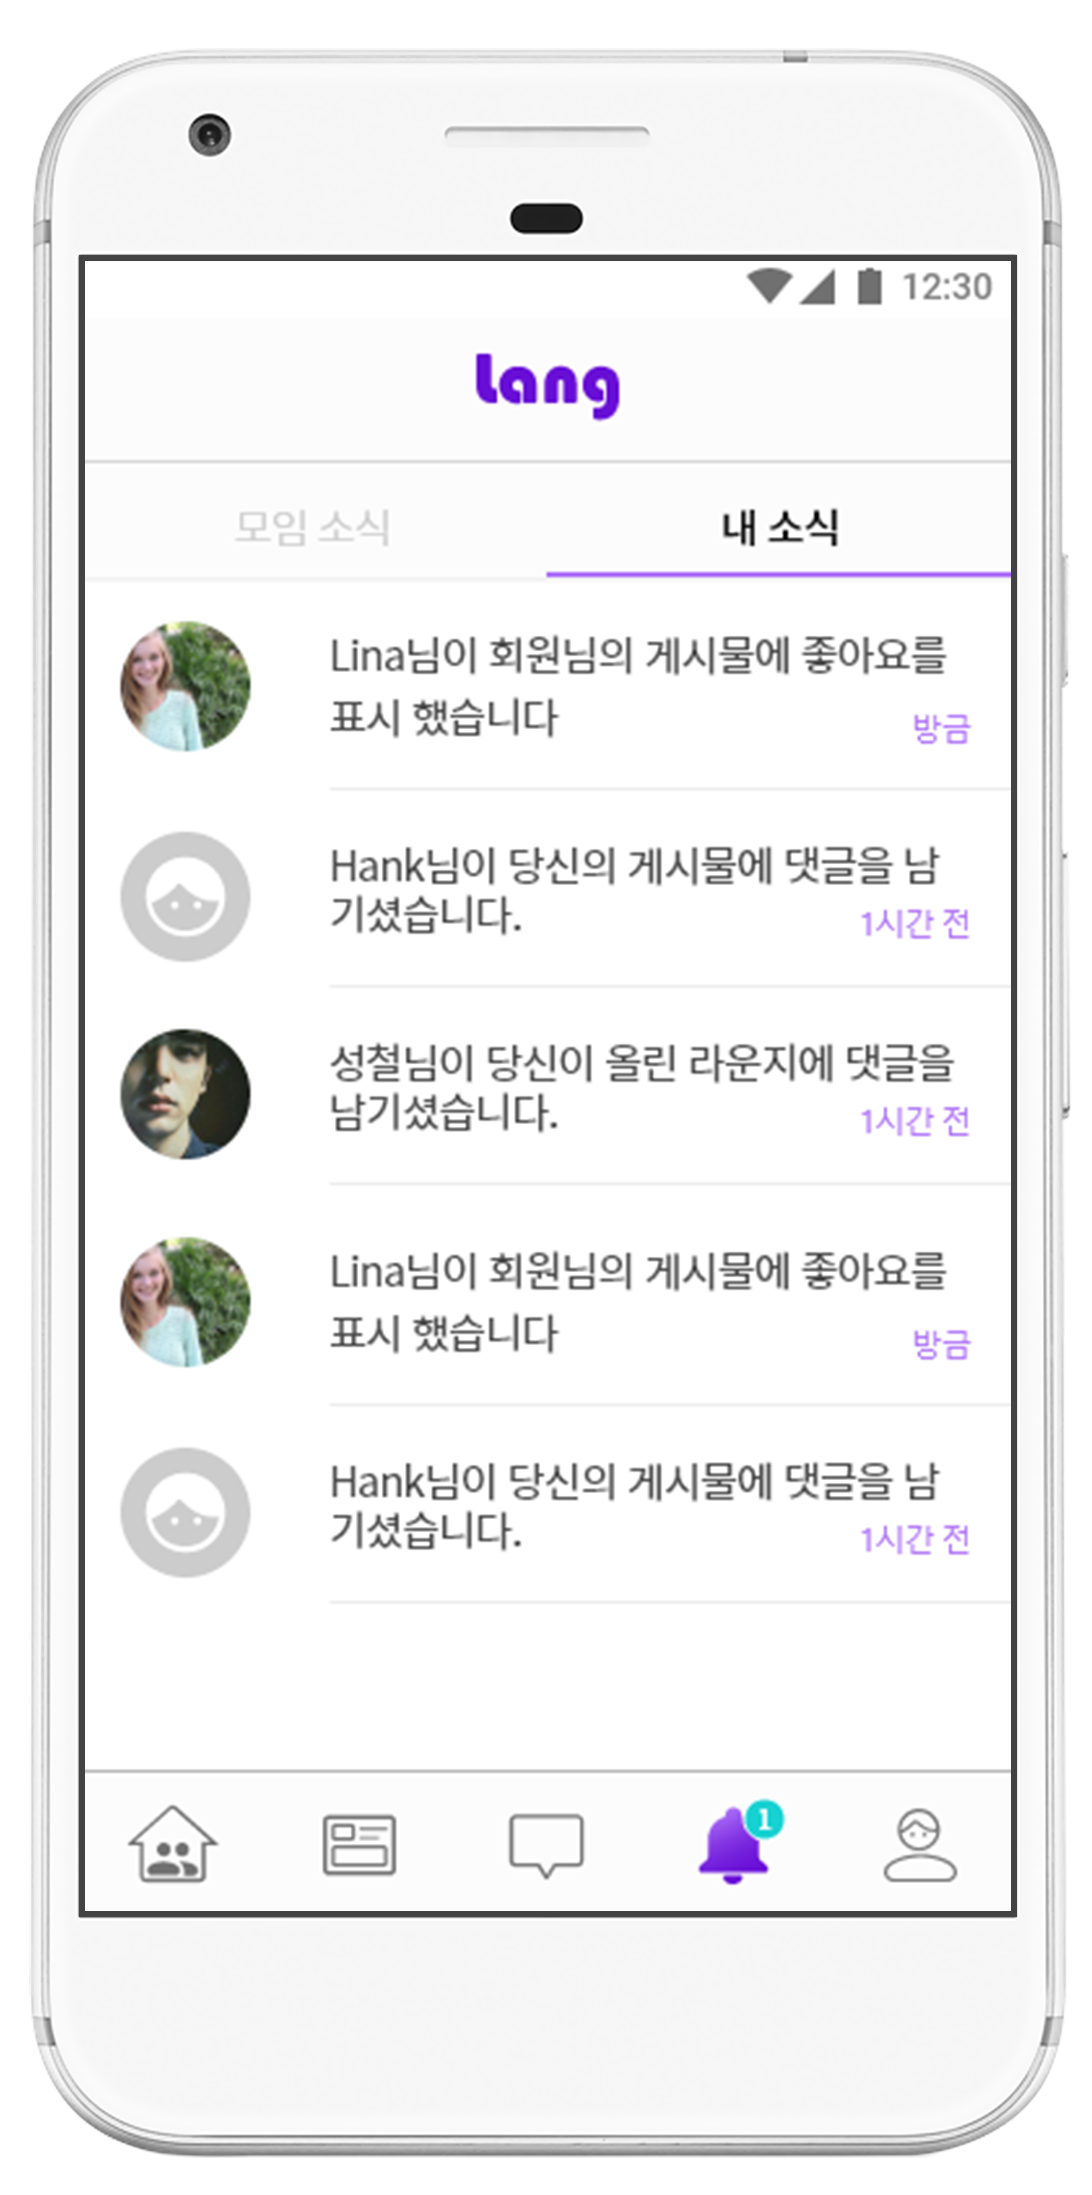 12:30
Lang
모임 소식
내 소식
Lina님이 회원님의 게시물에 좋아요를
표시 했습니다
방금
Hank님이 당신의 게시물에 댓글을 남
기셨습니다.
1시간 전
성철님이 당신이 올린 라운지에 댓글을
남기셨습니다.
1시간 전
Lina님이 회원님의 게시물에 좋아요를
표시 했습니다
방금
Hank님이 당신의 게시물에 댓글을 남
기셨습니다.
1시간 전
1